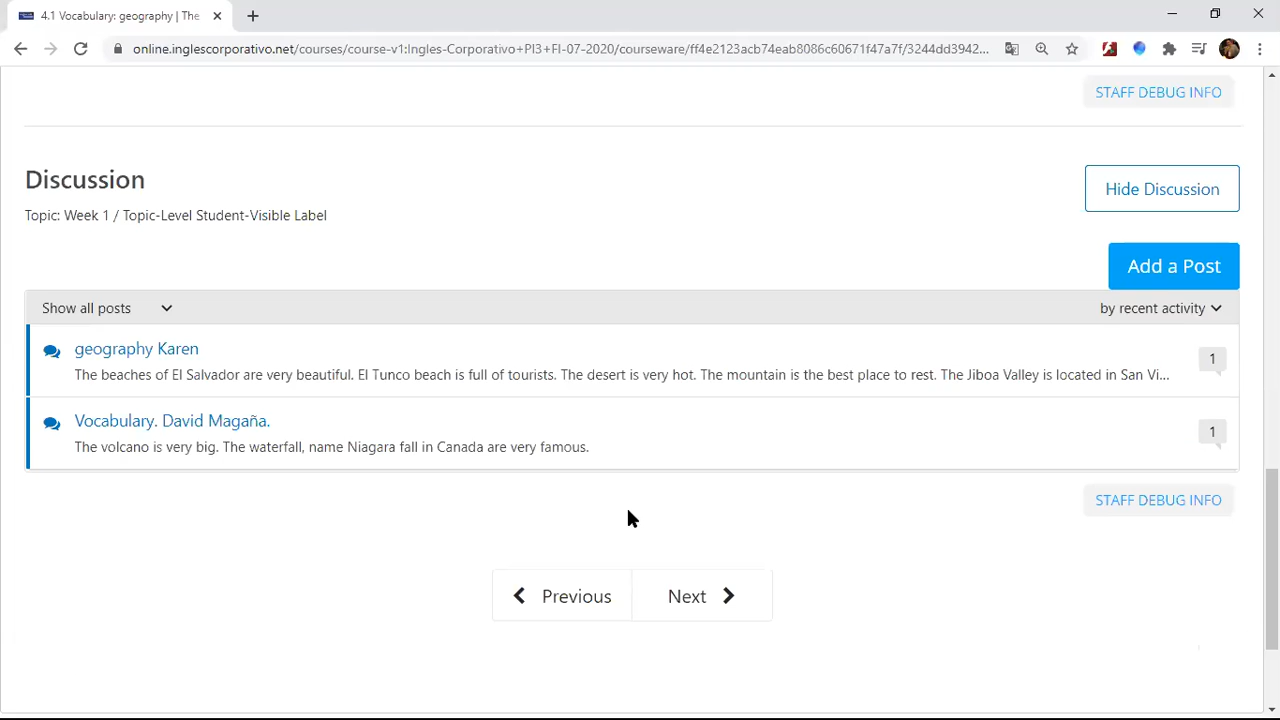 4.1 Vocabulary: geography | The
online.inglescorporativo.net/courses/course-v1:Ingles-Corporativo+PI3+FI-07-2020/courseware/ff4e2123acb74eab8086c60671f47a7f/3244dd3942...
STAFF DEBUG INFO
Discussion
Hide Discussion
Topic: Week 1 / Topic-Level Student-Visible Label
Add a Post
Show all posts by recent activity
geography Karen
1
The beaches of El Salvador are very beautiful. El Tunco beach is full of tourists. The desert is very hot. The mountain is the best place to rest. The Jiboa Valley is located in San Vi...
Vocabulary. David Magaña.
1
The volcano is very big. The waterfall, name Niagara fall in Canada are very famous.
STAFF DEBUG INFO
Previous Next